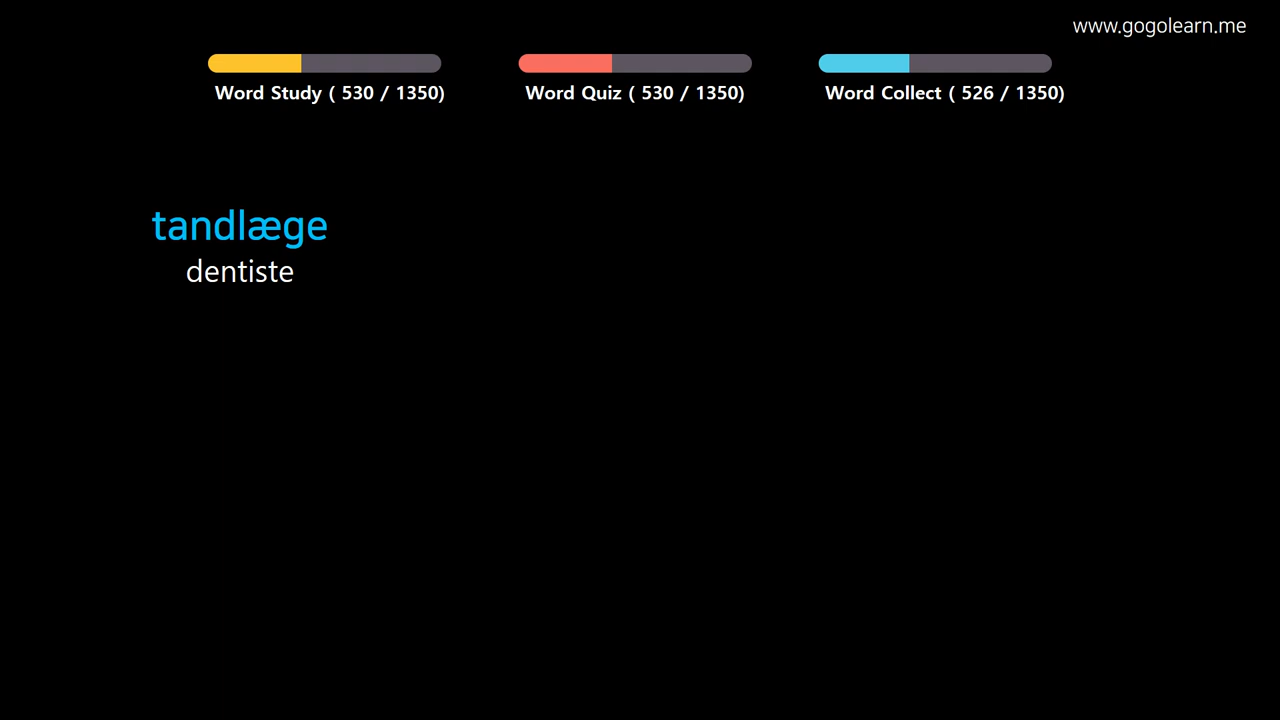 www.gogolearn.me
Word Study ( 530 / 1350)
Word Quiz ( 530 / 1350)
Word Collect ( 526 / 1350)
tandlæge
dentiste